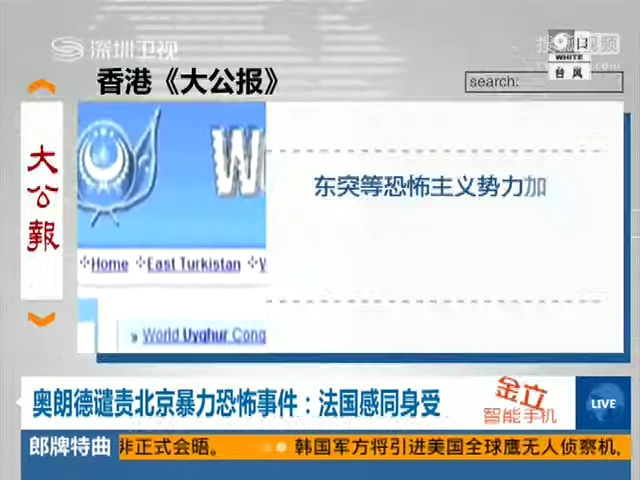 深圳卫视
搜狐视频
香港《大公报》
WHITE
台风
search:
大公報
W
东突等恐怖主义势力加
Home
East Turkistan
World Uyghur Cong
奥朗德谴责北京暴力恐怖事件：法国感同身受
金立
智能手机
LIVE
郎牌特曲
非正式会晤。
韩国军方将引进美国全球鹰无人侦察机.